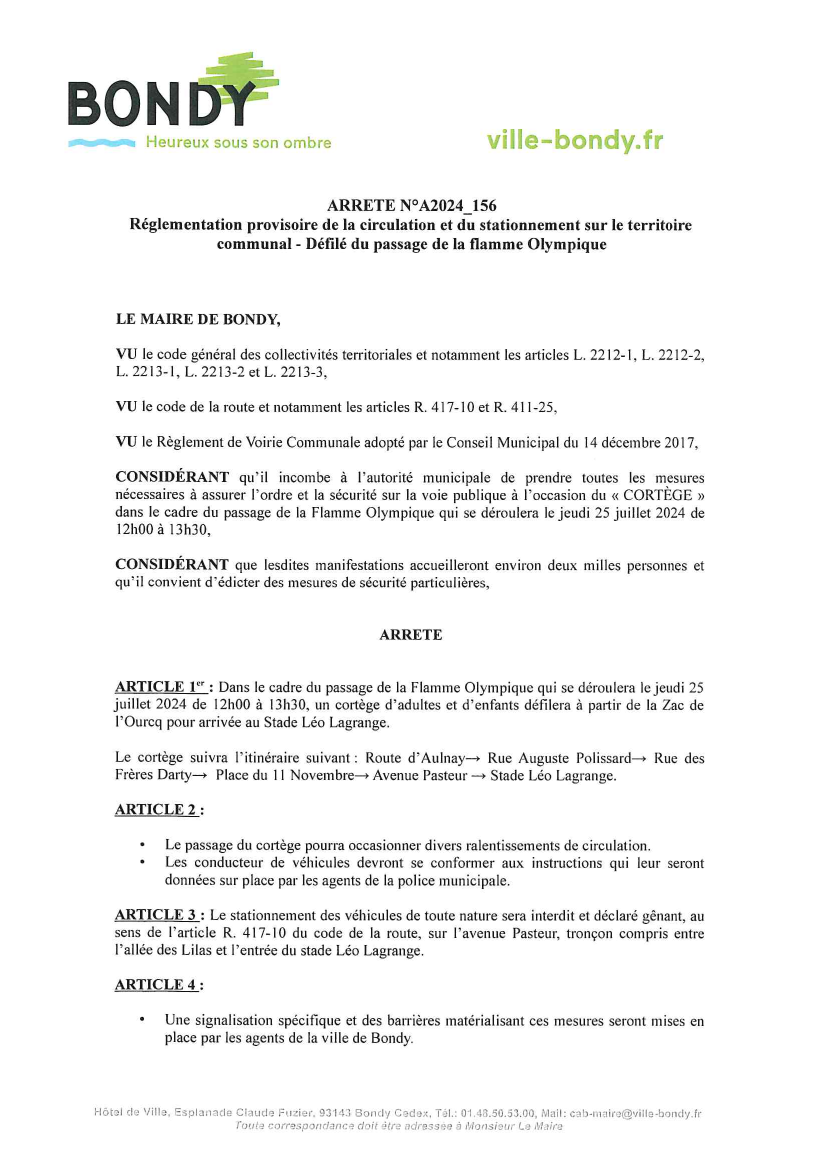 BONDY
Heureux sous son ombre
ville-bondy.fr
ARRETE N°A2024_156
Réglementation provisoire de la circulation et du stationnement sur le territoire
communal - Défilé du passage de la flamme Olympique
LE MAIRE DE BONDY,
VU le code général des collectivités territoriales et notamment les articles L. 2212-1, L. 2212-2,
L. 2213-1, L. 2213-2 et L. 2213-3,
VU le code de la route et notamment les articles R. 417-10 et R. 411-25,
VU le Règlement de Voirie Communale adopté par le Conseil Municipal du 14 décembre 2017,
CONSIDÉRANT qu'il incombe à l'autorité municipale de prendre toutes les mesures
nécessaires à assurer l'ordre et la sécurité sur la voie publique à l'occasion du « CORTÈGE »
dans le cadre du passage de la Flamme Olympique qui se déroulera le jeudi 25 juillet 2024 de
12h00 à 13h30,
CONSIDÉRANT que lesdites manifestations accueilleront environ deux milles personnes et
qu'il convient d'édicter des mesures de sécurité particulières,
ARRETE
ARTICLE 1er : Dans le cadre du passage de la Flamme Olympique qui se déroulera le jeudi 25
juillet 2024 de 12h00 à 13h30, un cortège d'adultes et d'enfants défilera à partir de la Zac de
l'Ourcq pour arrivée au Stade Léo Lagrange.
Le cortège suivra l'itinéraire suivant : Route d'Aulnay→ Rue Auguste Polissard→ Rue des
Frères Darty→ Place du 11 Novembre→ Avenue Pasteur → Stade Léo Lagrange.
ARTICLE 2 :
• Le passage du cortège pourra occasionner divers ralentissements de circulation.
• Les conducteur de véhicules devront se conformer aux instructions qui leur seront
données sur place par les agents de la police municipale.
ARTICLE 3 : Le stationnement des véhicules de toute nature sera interdit et déclaré gênant, au
sens de l'article R. 417-10 du code de la route, sur l'avenue Pasteur, tronçon compris entre
l'allée des Lilas et l'entrée du stade Léo Lagrange.
ARTICLE 4 :
• Une signalisation spécifique et des barrières matérialisant ces mesures seront mises en
place par les agents de la ville de Bondy.
Hôtel de Ville, Esplanade Claude Fuzier, 93143 Bondy Cedex, Tél.: 01.48.50.53.00, Mail: cab-maire@ville-bondy.fr
Toute correspondance doit être adressée à Monsieur Le Maire